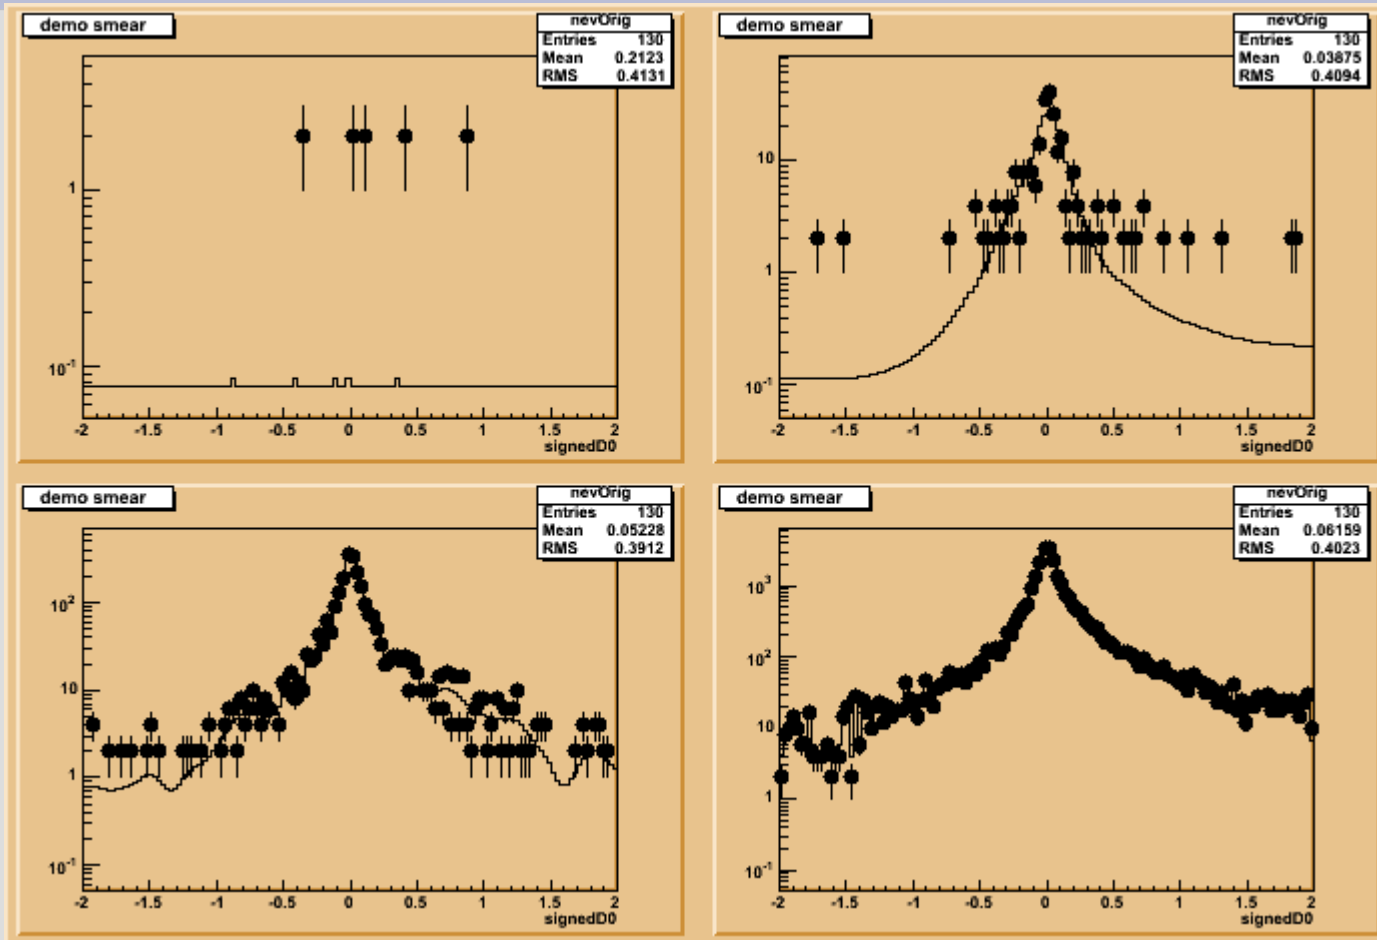 demo smear
nevOrig
Entries 130
Mean 0.2123
RMS 0.4131
1
10-1
-2 -1.5 -1 -0.5 0 0.5 1 1.5 2
signedD0
demo smear
nevOrig
Entries 130
Mean 0.03875
RMS 0.4094
10
1
10-1
-2 -1.5 -1 -0.5 0 0.5 1 1.5 2
signedD0
demo smear
nevOrig
Entries 130
Mean 0.05228
RMS 0.3912
102
10
1
10-1
-2 -1.5 -1 -0.5 0 0.5 1 1.5 2
signedD0
demo smear
nevOrig
Entries 130
Mean 0.06159
RMS 0.4023
103
102
10
1
10-1
-2 -1.5 -1 -0.5 0 0.5 1 1.5 2
signedD0